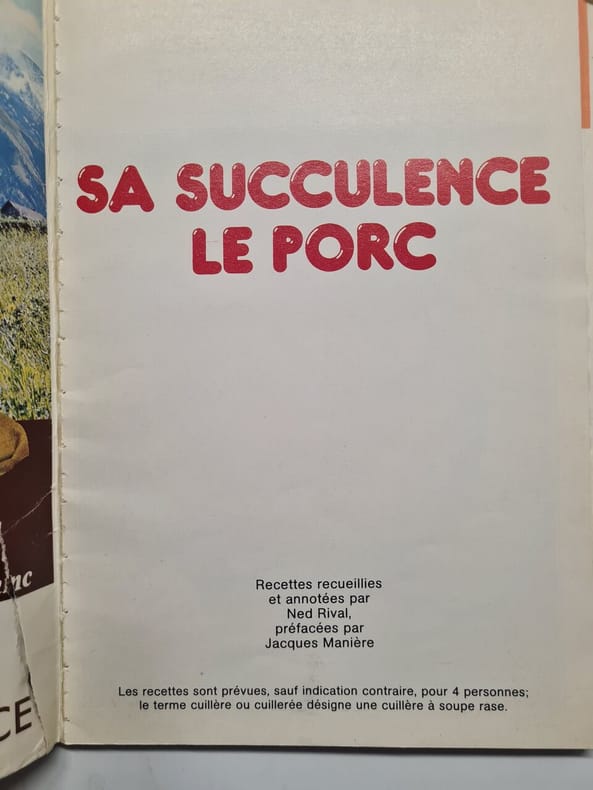 SA SUCCULENCE
LE PORC
Recettes recueillies
et annotées par
Ned Rival,
préfacées par
Jacques Manière
Les recettes sont prévues, sauf indication contraire, pour 4 personnes;
le terme cuillère ou cuillerée désigne une cuillère à soupe rase.
CE